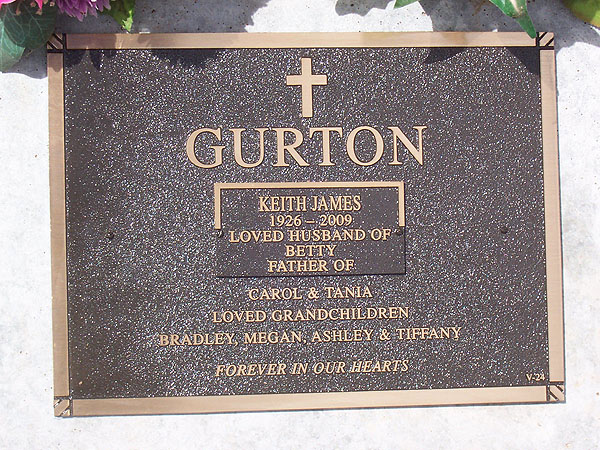 GURTON
KEITH JAMES
1926 – 2009
LOVED HUSBAND OF
BETTY
FATHER OF
CAROL & TANIA
LOVED GRANDCHILDREN
BRADLEY, MEGAN, ASHLEY & TIFFANY
FOREVER IN OUR HEARTS
V-24